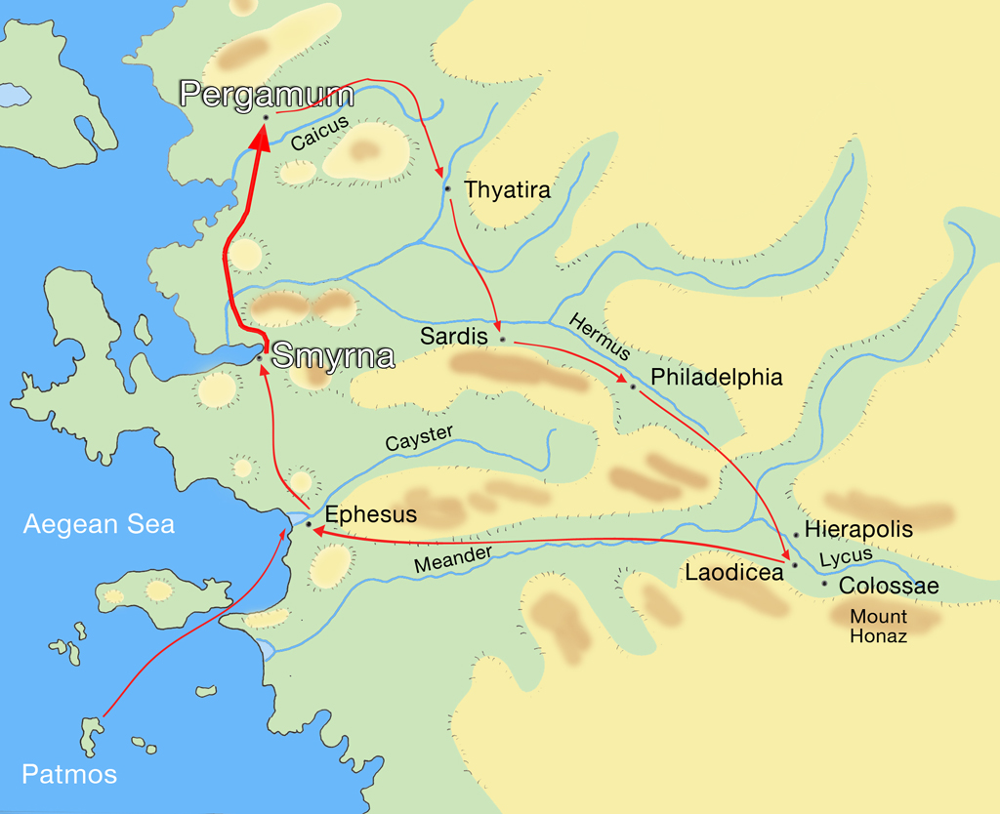 Pergamum
Caicus
Thyatira
Smyrna
Sardis
Hermus
Philadelphia
Cayster
Aegean Sea
Ephesus
Meander
Hierapolis
Laodicea
Lycus
Colossae
Mount
Honaz
Patmos